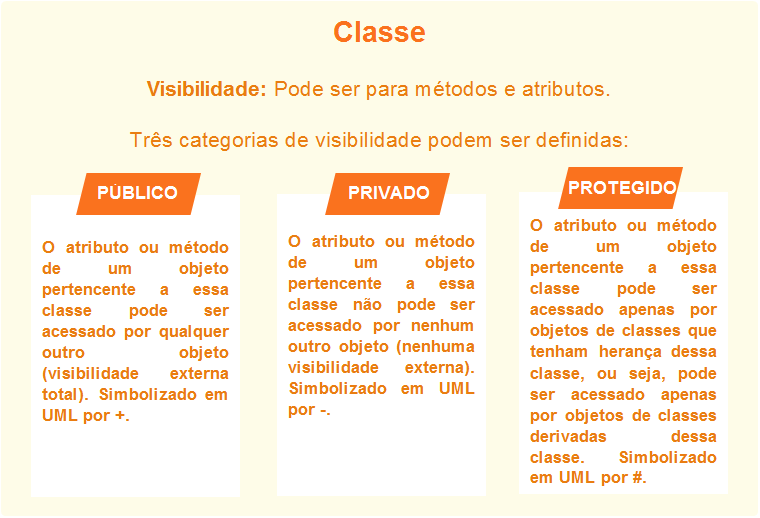 Classe
Visibilidade: Pode ser para métodos e atributos.
Três categorias de visibilidade podem ser definidas:
PÚBLICO
O atributo ou método
de um objeto
pertencente a essa
classe pode ser
acessado por qualquer
outro objeto
(visibilidade externa
total). Simbolizado em
UML por +.
PRIVADO
O atributo ou método
de um objeto
pertencente a essa
classe não pode ser
acessado por nenhum
outro objeto (nenhuma
visibilidade externa).
Simbolizado em UML
por -.
PROTEGIDO
O atributo ou método
de um objeto
pertencente a essa
classe pode ser
acessado apenas por
objetos de classes que
tenham herança dessa
classe, ou seja, pode
ser acessado apenas
por objetos de classes
derivadas dessa
classe. Simbolizado
em UML por #.